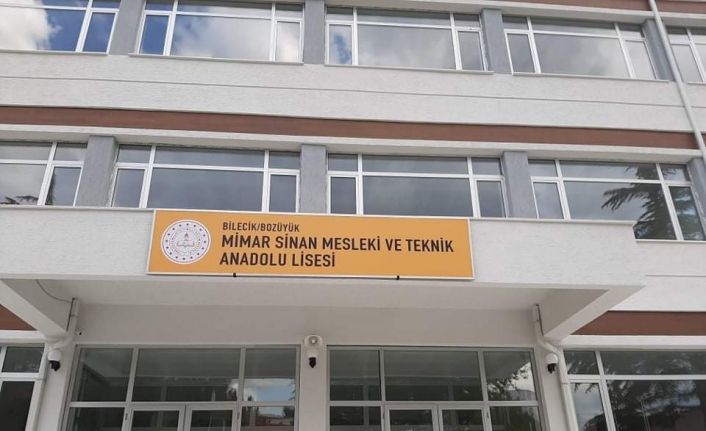 BİLECİK/BOZÜYÜK
MİMAR SİNAN MESLEKİ VE TEKNİK
ANADOLU LİSESİ